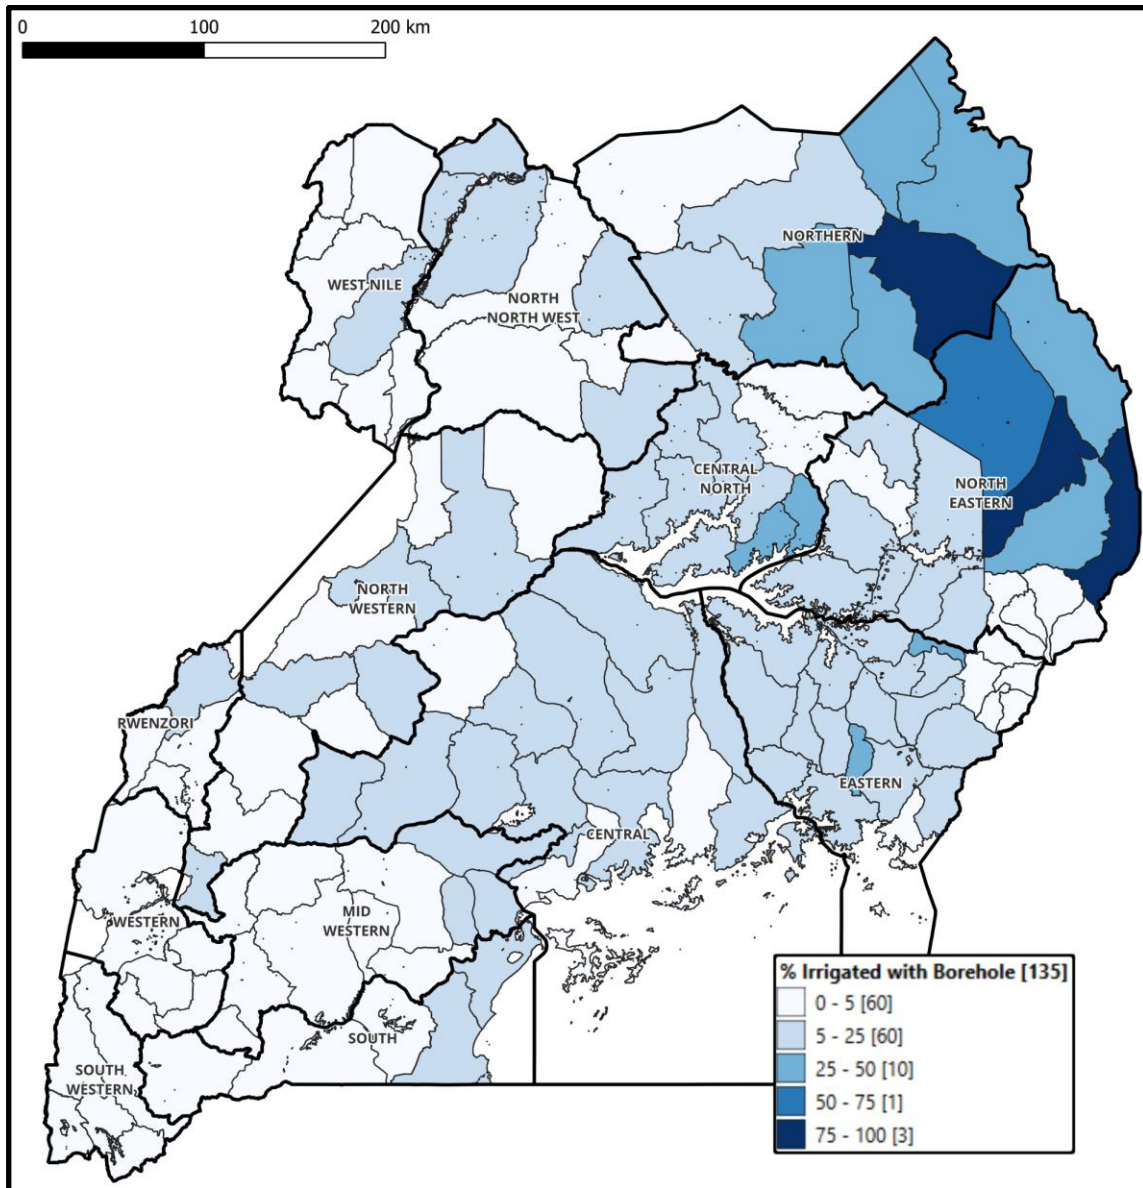 0 100 200 km
NORTHERN
WEST NILE
NORTH
NORTH WEST
CENTRAL
NORTH
NORTH
EASTERN
NORTH
WESTERN
RWENZORI
EASTERN
CENTRAL
WESTERN
MID
WESTERN
SOUTH
SOUTH
WESTERN
% Irrigated with Borehole [135]
0 - 5 [60]
5 - 25 [60]
25 - 50 [10]
50 - 75 [1]
75 - 100 [3]